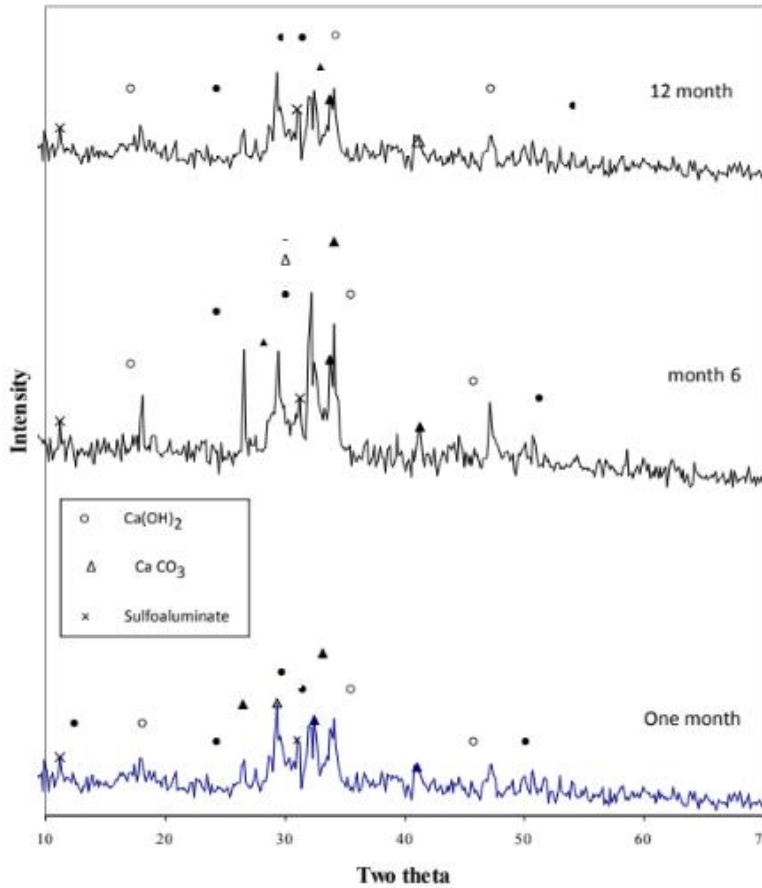 12 month
month 6
Intensity
Ca(OH)2
Ca CO3
Sulfoaluminate
One month
10 20 30 40 50 60 7
Two theta